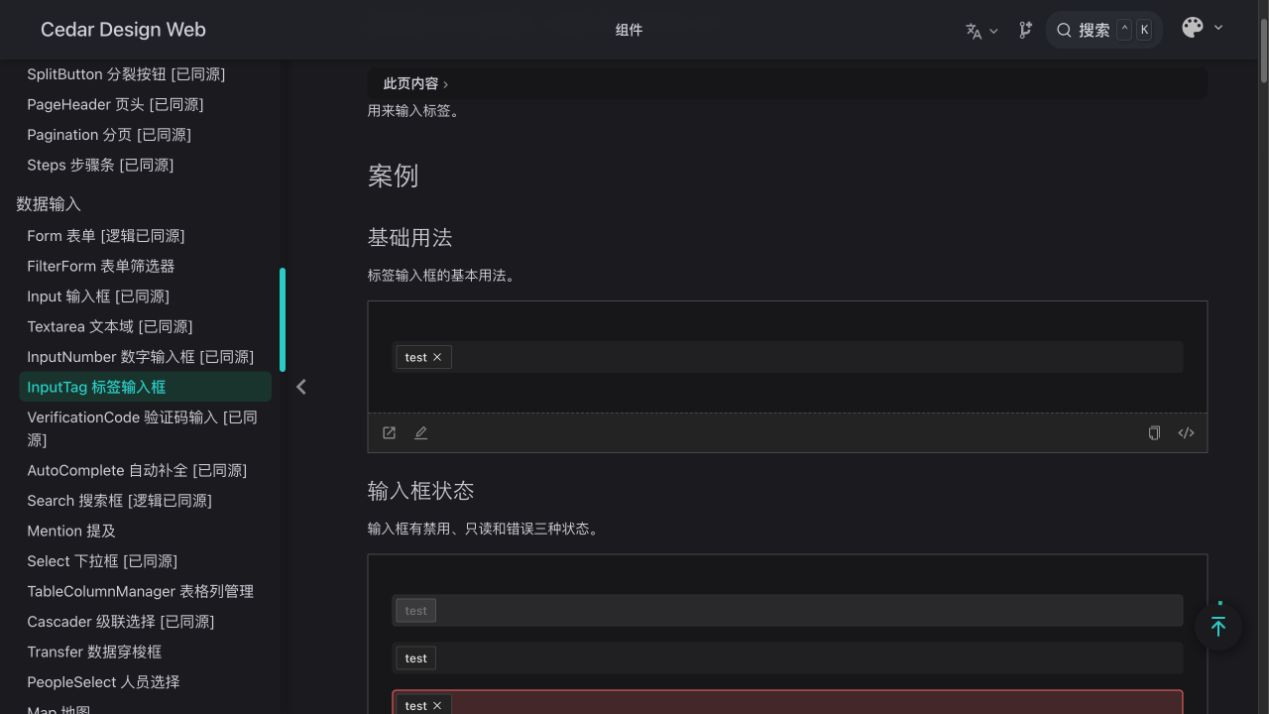 Cedar Design Web
组件
搜索 ^ K
SplitButton 分裂按钮 [已同源]
PageHeader 页头 [已同源]
Pagination 分页 [已同源]
Steps 步骤条 [已同源]
数据输入
Form 表单 [逻辑已同源]
FilterForm 表单筛选器
Input 输入框 [已同源]
Textarea 文本域 [已同源]
InputNumber 数字输入框 [已同源]
InputTag 标签输入框
VerificationCode 验证码输入 [已同
源]
AutoComplete 自动补全 [已同源]
Search 搜索框 [逻辑已同源]
Mention 提及
Select 下拉框 [已同源]
TableColumnManager 表格列管理
Cascader 级联选择 [已同源]
Transfer 数据穿梭框
PeopleSelect 人员选择
Map 地图
此页内容 ›
用来输入标签。
案例
基础用法
标签输入框的基本用法。
test ×
输入框状态
输入框有禁用、只读和错误三种状态。
test
test
test ×